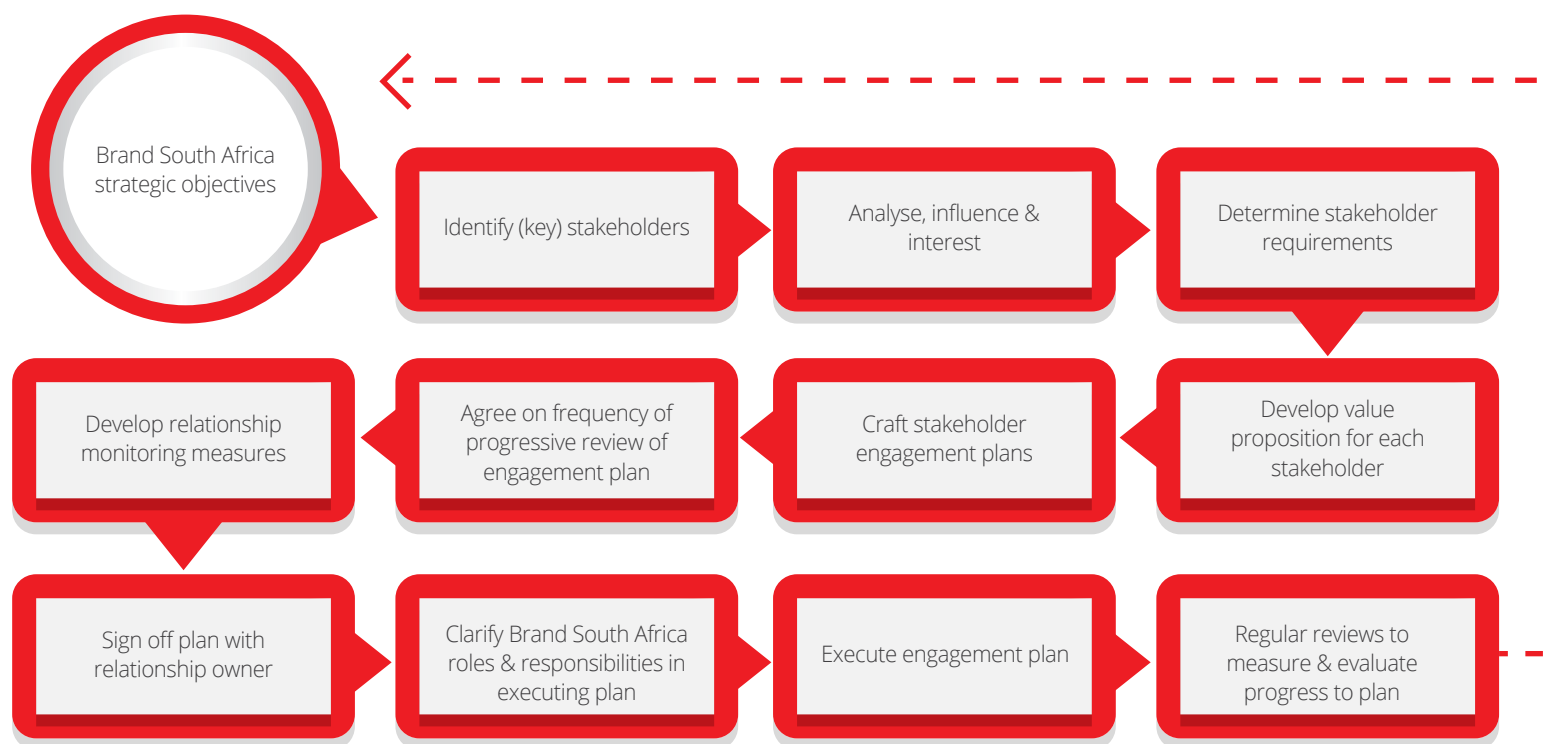 Brand South Africa
strategic objectives
Identify (key) stakeholders
Analyse, influence &
interest
Determine stakeholder
requirements
Develop value
proposition for each
stakeholder
Craft stakeholder
engagement plans
Agree on frequency of
progressive review of
engagement plan
Develop relationship
monitoring measures
Sign off plan with
relationship owner
Clarify Brand South Africa
roles & responsibilities in
executing plan
Execute engagement plan
Regular reviews to
measure & evaluate
progress to plan